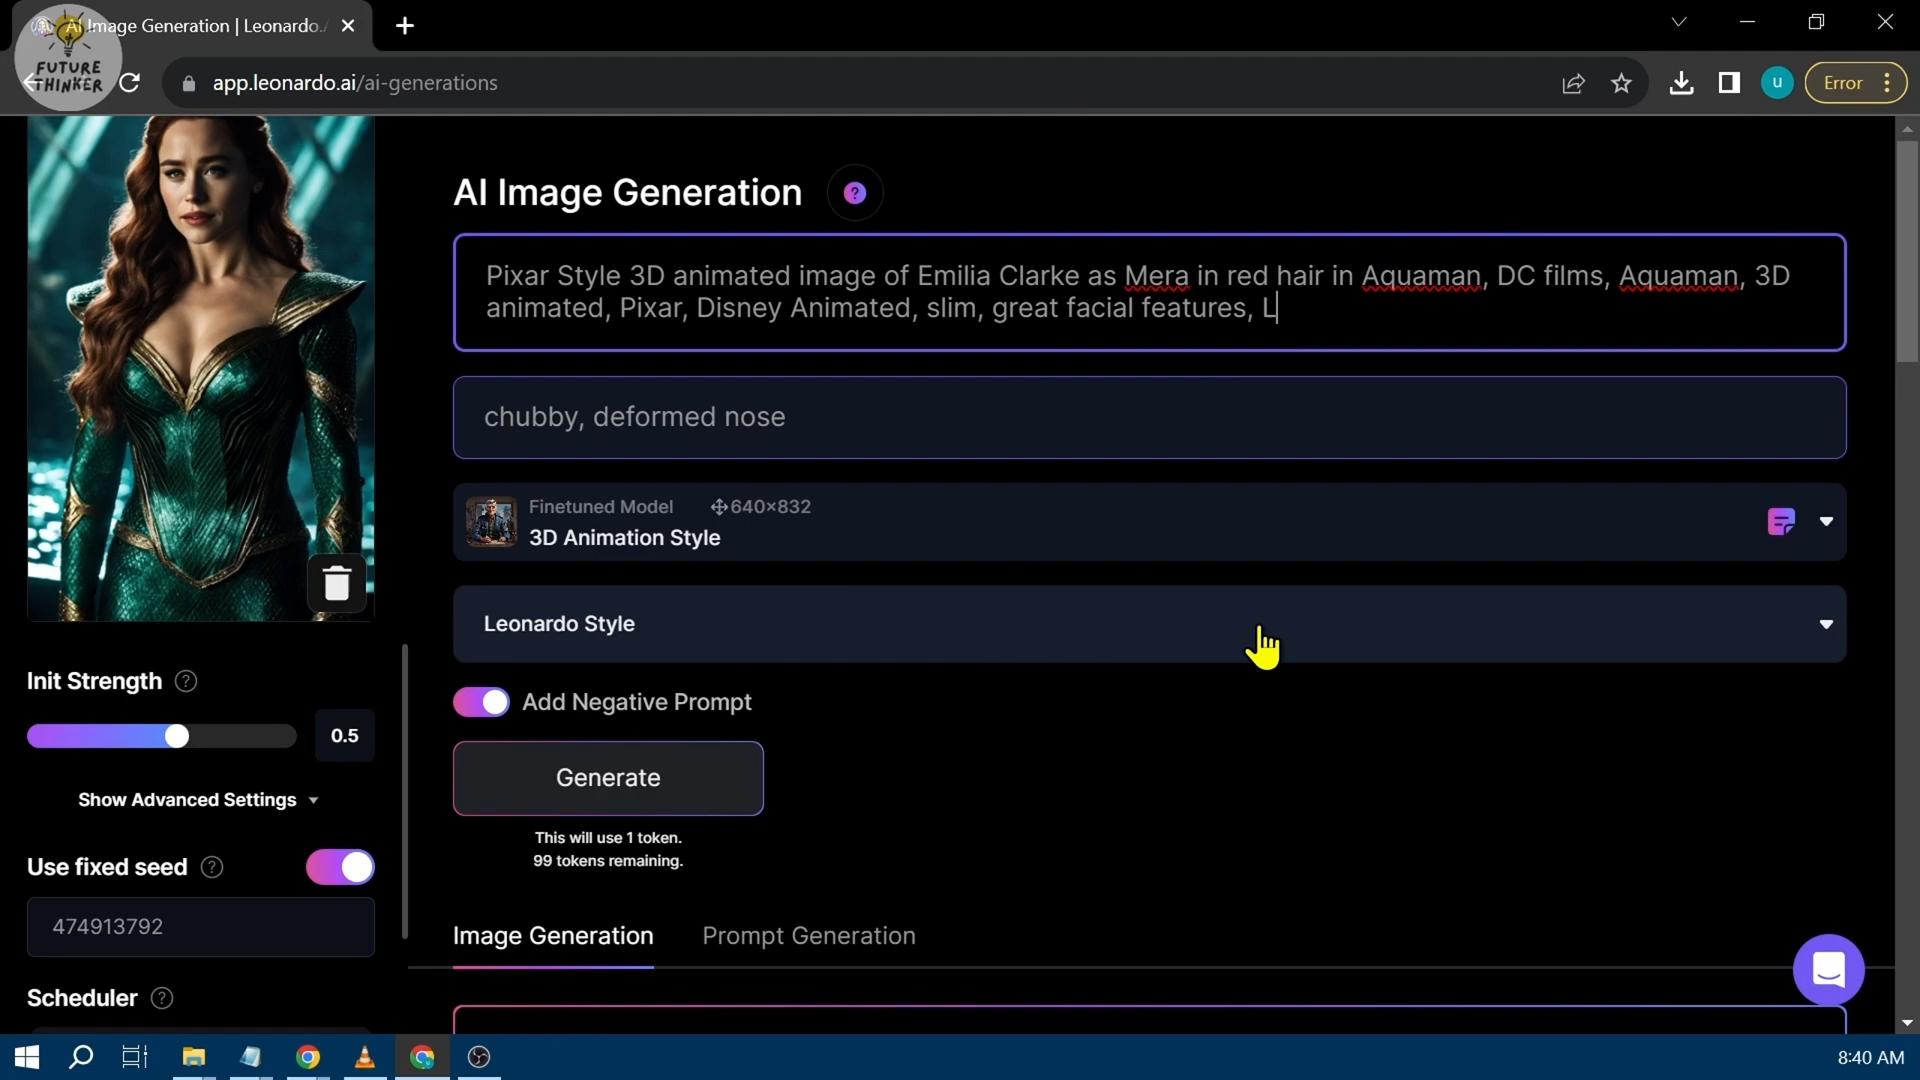 AI Image Generation | Leonardo.A
FUTURE
THINKER
app.leonardo.ai/ai-generations
u
Error
AI Image Generation
?
Pixar Style 3D animated image of Emilia Clarke as Mera in red hair in Aquaman, DC films, Aquaman, 3D
animated, Pixar, Disney Animated, slim, great facial features, L
chubby, deformed nose
Finetuned Model 640×832
3D Animation Style
Leonardo Style
Add Negative Prompt
Generate
This will use 1 token.
99 tokens remaining.
Init Strength ?
0.5
Show Advanced Settings
Use fixed seed ?
474913792
Scheduler ?
Image Generation Prompt Generation
8:40 AM